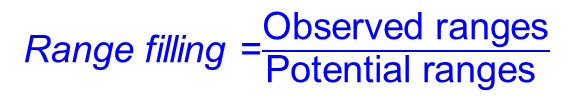 Range filling = Observed ranges
Potential ranges